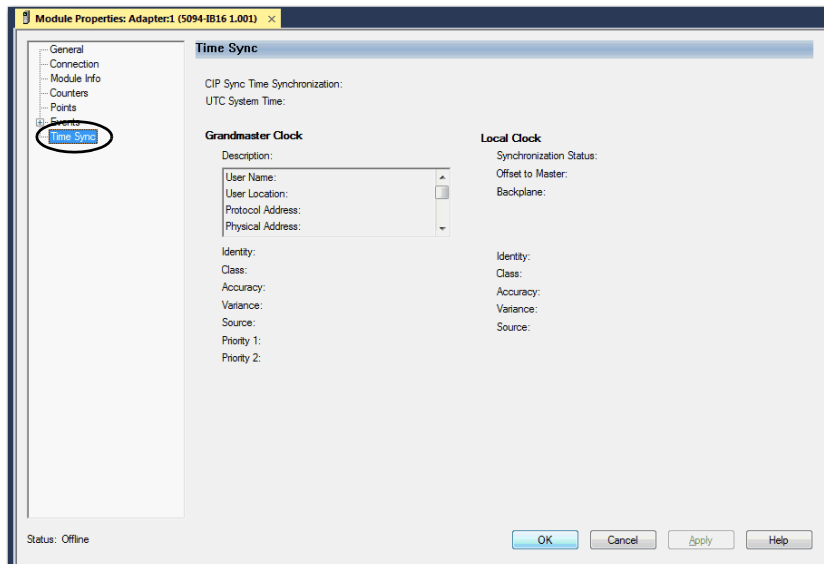 Module Properties: Adapter:1 (5094-IB16 1.001) ×
General
Connection
Module Info
Counters
Points
Events
Time Sync
Time Sync
CIP Sync Time Synchronization:
UTC System Time:
Grandmaster Clock
Description:
User Name:
User Location:
Protocol Address:
Physical Address:
Identity:
Class:
Accuracy:
Variance:
Source:
Priority 1:
Priority 2:
Local Clock
Synchronization Status:
Offset to Master:
Backplane:
Identity:
Class:
Accuracy:
Variance:
Source:
Status: Offline
OK Cancel Apply Help